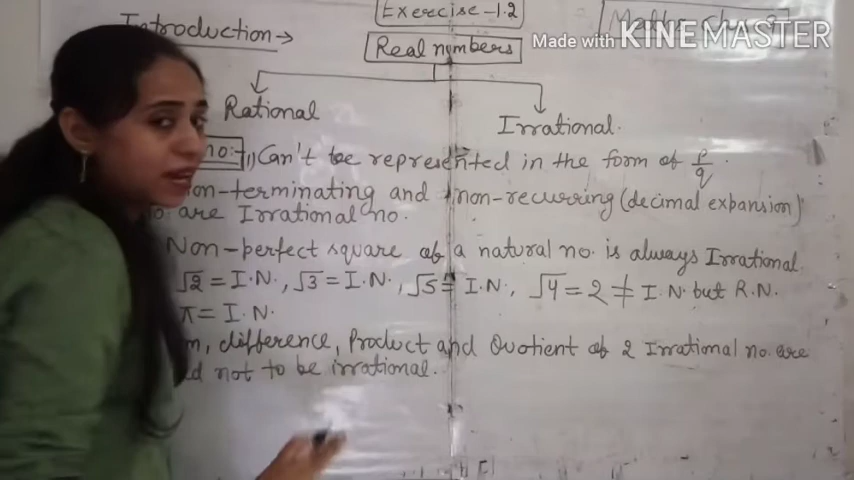 Exercise-1.2
Maths Class 9
Made with KINEMASTER
Introduction →
Real numbers
Rational
Irrational.
no:- 1) Can't be represented in the form of p/q.
on-terminating and non-recurring (decimal expansion)
are Irrational no.
Non-perfect square of a natural no. is always Irrational.
√2 = I.N., √3 = I.N., √5 = I.N., √4 = 2 ≠ I.N. but R.N.
π = I.N.
m, difference, Product and Quotient of 2 Irrational no. are
d not to be irrational.